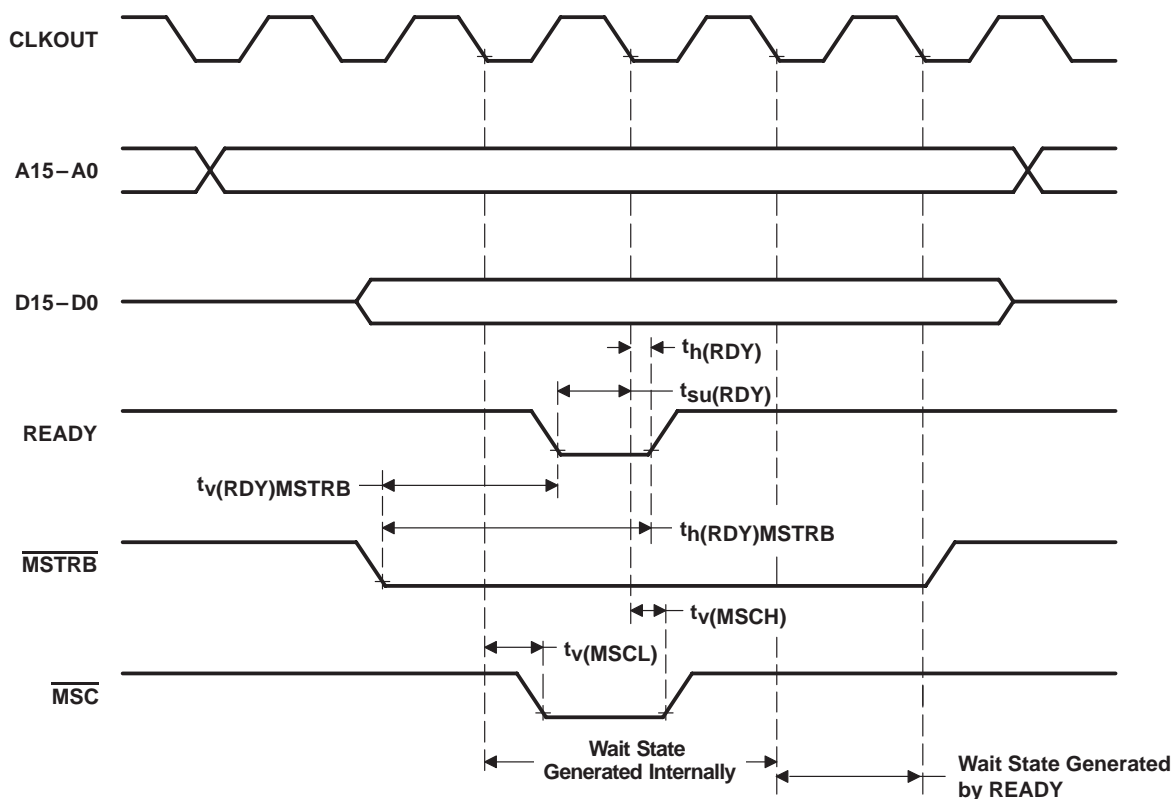 CLKOUT
A15–A0
D15–D0
th(RDY)
tsu(RDY)
READY
tv(RDY)MSTRB
th(RDY)MSTRB
MSTRB
tv(MSCH)
tv(MSCL)
MSC
Wait State
Generated Internally
Wait State Generated
by READY